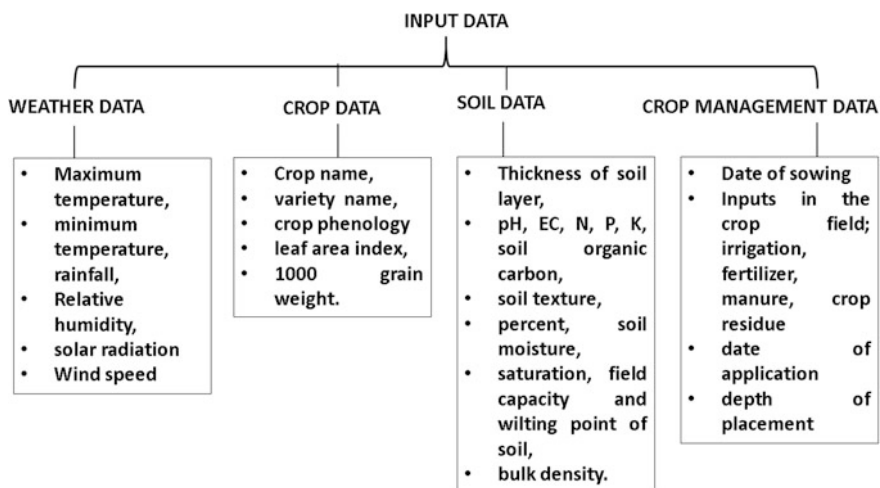 INPUT DATA
WEATHER DATA
CROP DATA
SOIL DATA
CROP MANAGEMENT DATA
• Maximum
temperature,
• minimum
temperature,
rainfall,
• Relative
humidity,
• solar radiation
• Wind speed
• Crop name,
• variety name,
• crop phenology
• leaf area index,
• 1000 grain
weight.
• Thickness of soil
layer,
• pH, EC, N, P, K,
soil organic
carbon,
• soil texture,
• percent, soil
moisture,
• saturation, field
capacity and
wilting point of
soil,
• bulk density.
• Date of sowing
• Inputs in the
crop field;
irrigation,
fertilizer,
manure, crop
residue
• date of
application
• depth of
placement